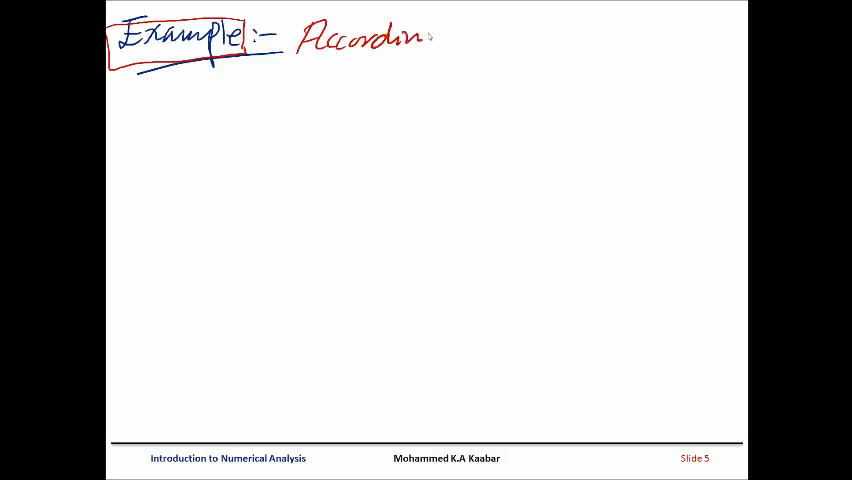 Example :- Accordin
Introduction to Numerical Analysis Mohammed K.A Kaabar Slide 5